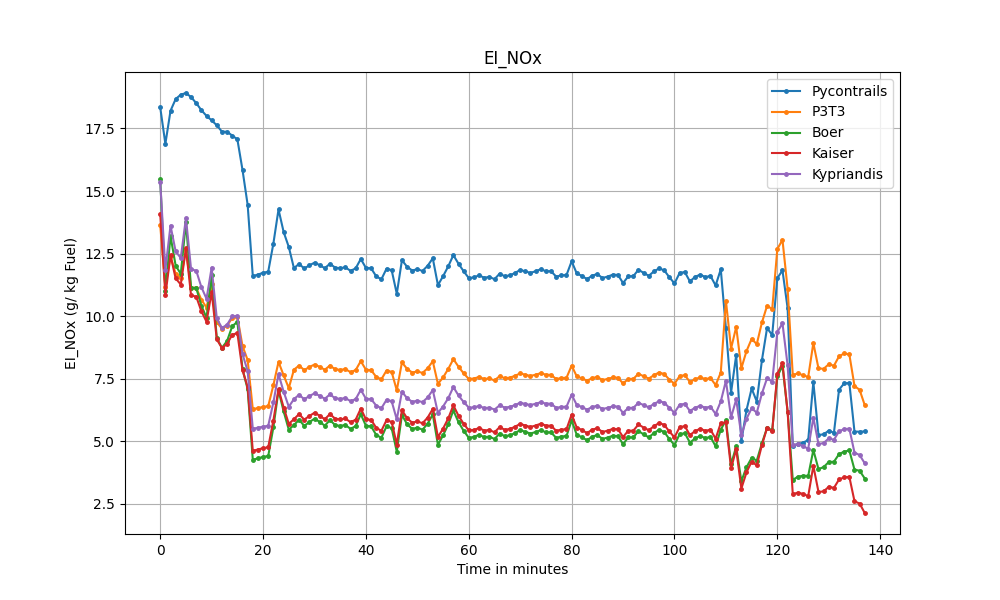 EI_NOx
Pycontrails
P3T3
Boer
Kaiser
Kypriandis
EI_NOx (g/ kg Fuel)
17.5
15.0
12.5
10.0
7.5
5.0
2.5
0 20 40 60 80 100 120 140
Time in minutes